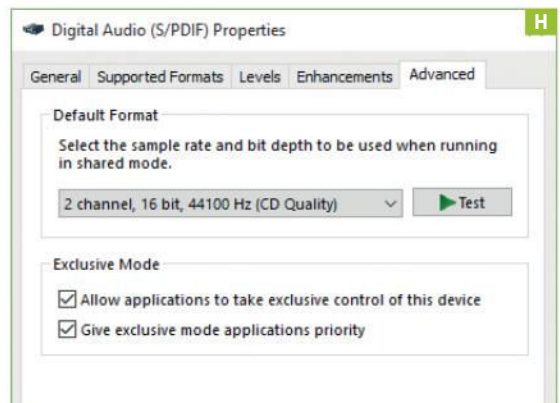 Digital Audio (S/PDIF) Properties
H
General Supported Formats Levels Enhancements Advanced
Default Format
Select the sample rate and bit depth to be used when running
in shared mode.
2 channel, 16 bit, 44100 Hz (CD Quality)
Test
Exclusive Mode
Allow applications to take exclusive control of this device
Give exclusive mode applications priority